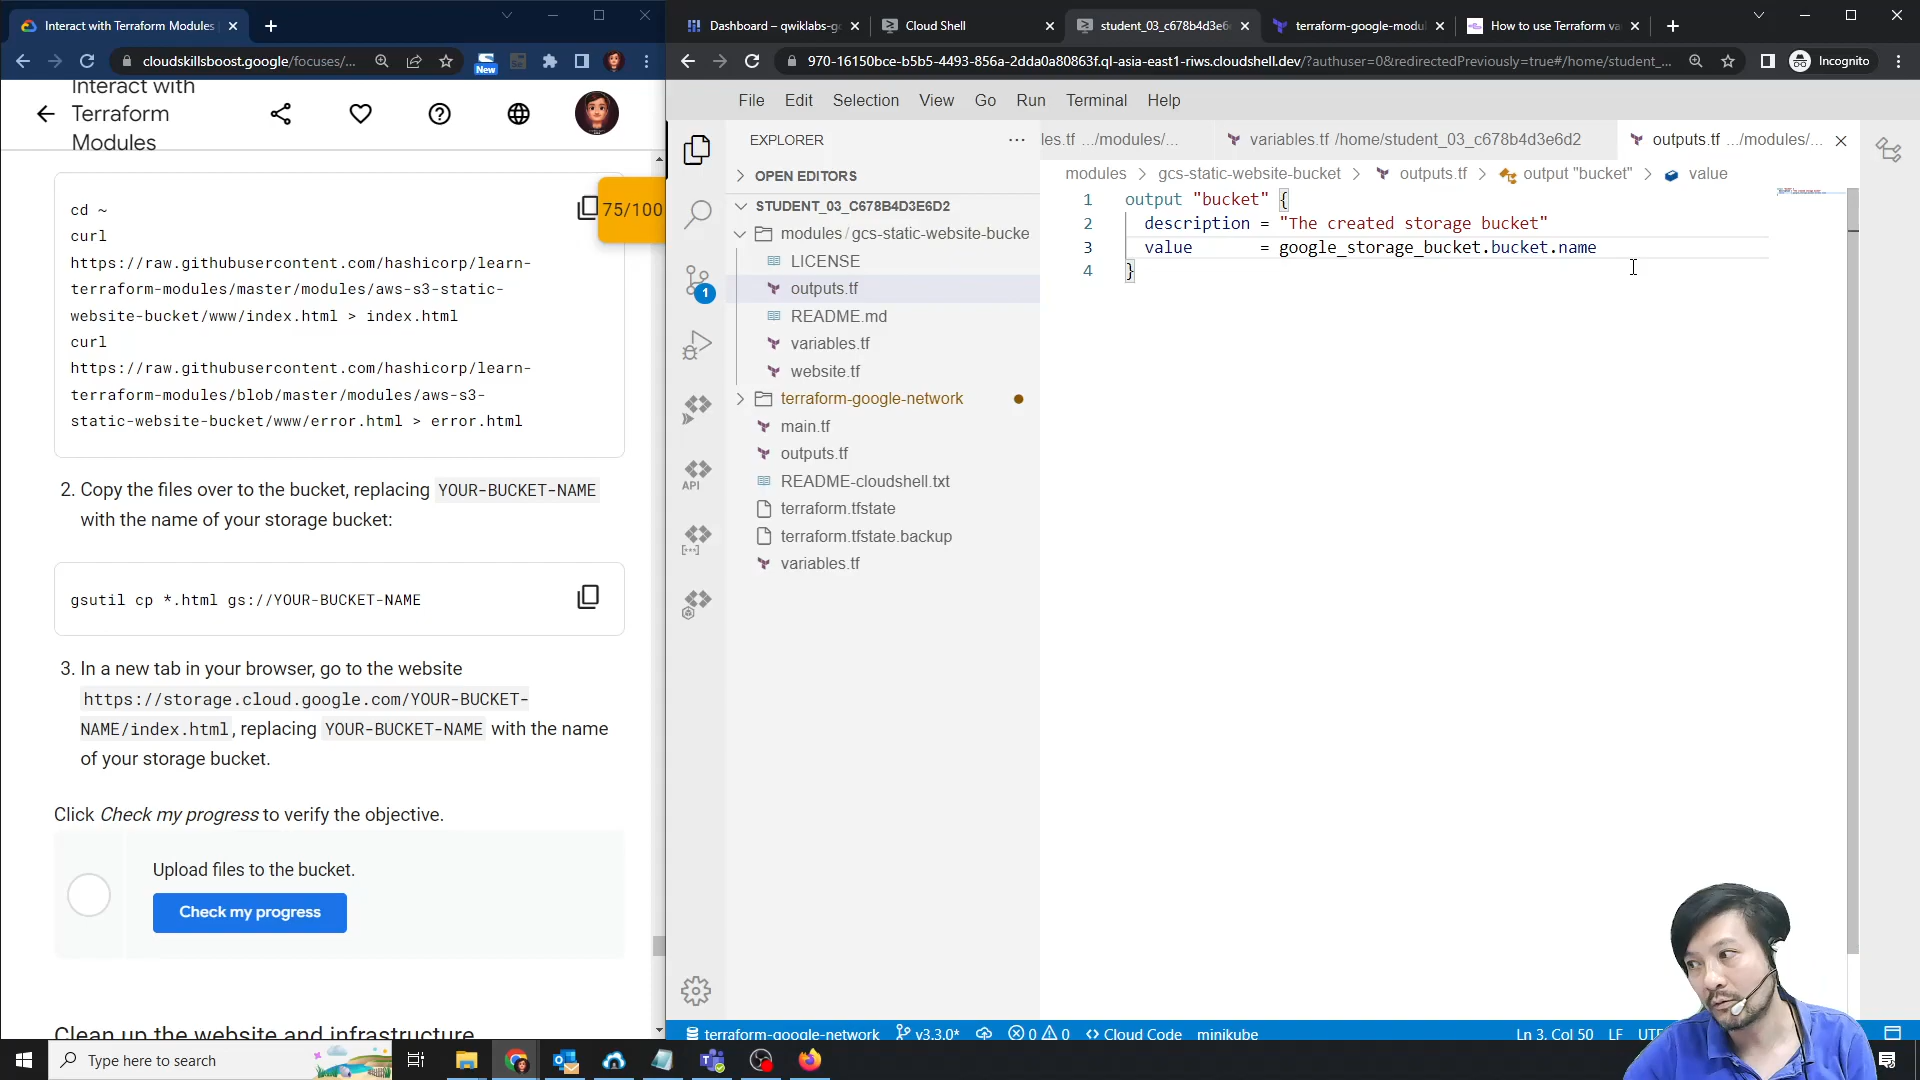 Interact with Terraform Modules
cloudskillsboost.google/focuses/...
New
Interact with
Terraform
Modules
75/100
cd ~
curl
https://raw.githubusercontent.com/hashicorp/learn-
terraform-modules/master/modules/aws-s3-static-
website-bucket/www/index.html > index.html
curl
https://raw.githubusercontent.com/hashicorp/learn-
terraform-modules/blob/master/modules/aws-s3-
static-website-bucket/www/error.html > error.html
2. Copy the files over to the bucket, replacing YOUR-BUCKET-NAME
with the name of your storage bucket:
gsutil cp *.html gs://YOUR-BUCKET-NAME
3. In a new tab in your browser, go to the website
https://storage.cloud.google.com/YOUR-BUCKET-
NAME/index.html, replacing YOUR-BUCKET-NAME with the name
of your storage bucket.
Click Check my progress to verify the objective.
Upload files to the bucket.
Check my progress
Clean up the website and infrastructure
Dashboard – qwiklabs-g
Cloud Shell
student_03_c678b4d3e6
terraform-google-modu
How to use Terraform va
970-16150bce-b5b5-4493-856a-2dda0a80863f.ql-asia-east1-riws.cloudshell.dev/?authuser=0&redirectedPreviously=true#/home/student_...
Incognito
File Edit Selection View Go Run Terminal Help
EXPLORER
OPEN EDITORS
STUDENT_03_C678B4D3E6D2
modules/gcs-static-website-bucke
LICENSE
outputs.tf
README.md
variables.tf
website.tf
terraform-google-network
main.tf
outputs.tf
README-cloudshell.txt
terraform.tfstate
terraform.tfstate.backup
variables.tf
1
API
les.tf .../modules/...
variables.tf /home/student_03_c678b4d3e6d2
outputs.tf .../modules/...
modules > gcs-static-website-bucket > outputs.tf > output "bucket" > value
1 output "bucket" {
2 description = "The created storage bucket"
3 value = google_storage_bucket.bucket.name
4 }
terraform-google-network v3.3.0* 0 0 <> Cloud Code minikube
Ln 3, Col 50 LF
Type here to search